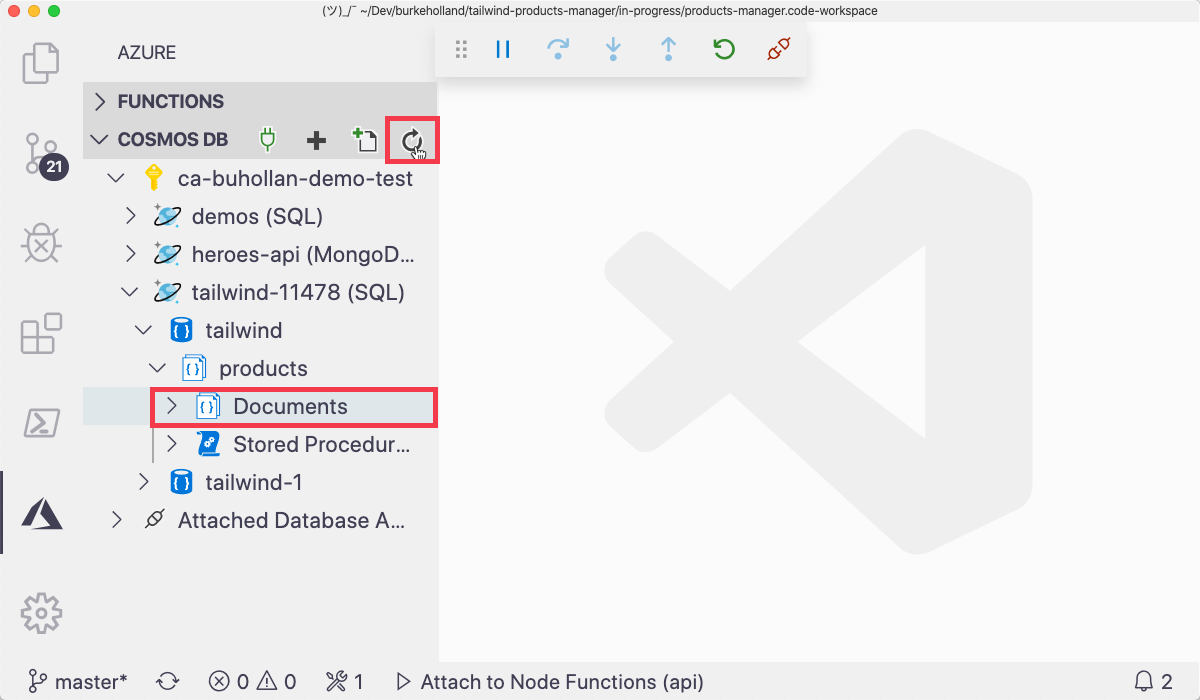 (ツ)_/¯ ~/Dev/burkeholland/tailwind-products-manager/in-progress/products-manager.code-workspace
AZURE
FUNCTIONS
COSMOS DB
21
ca-buhollan-demo-test
demos (SQL)
heroes-api (MongoD...
tailwind-11478 (SQL)
tailwind
products
Documents
Stored Procedur...
tailwind-1
Attached Database A...
master* 0 0 1 Attach to Node Functions (api) 2